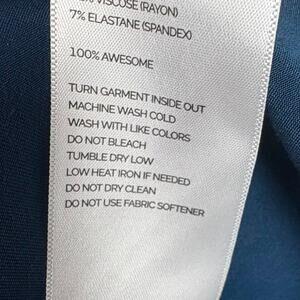 VISCOSE (RAYON)
7% ELASTANE (SPANDEX)
100% AWESOME
TURN GARMENT INSIDE OUT
MACHINE WASH COLD
WASH WITH LIKE COLORS
DO NOT BLEACH
TUMBLE DRY LOW
LOW HEAT IRON IF NEEDED
DO NOT DRY CLEAN
DO NOT USE FABRIC SOFTENER